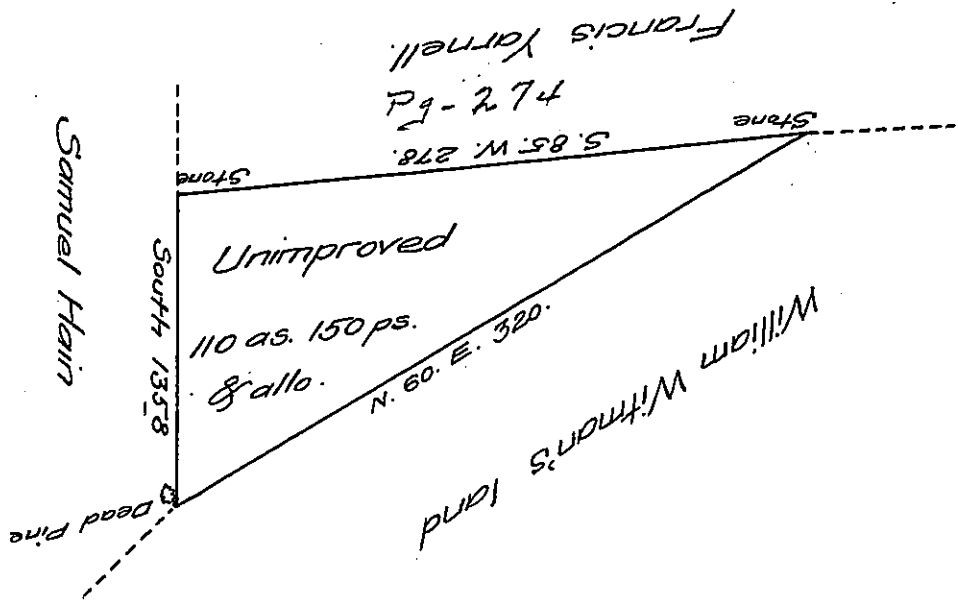 Francis Yarnell.
Pg-274
S. 85. W. 278.
Stone
Stone
Samuel Hain
South 135 8
Unimproved
110 as. 150 ps.
& allo.
N. 60. E. 320.
William Witman's land
Dead Pine